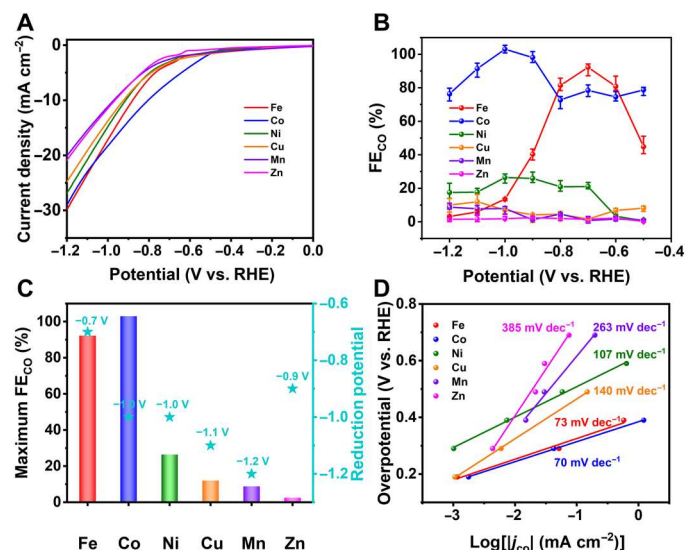 A
Current density (mA cm⁻²)
0
−10
−20
−30
Fe
Co
Ni
Cu
Mn
Zn
−1.2 −1.0 −0.8 −0.6 −0.4 −0.2 0.0
Potential (V vs. RHE)
B
FE_CO (%)
100
80
60
40
20
0
Fe
Co
Ni
Cu
Mn
Zn
−1.2 −1.0 −0.8 −0.6 −0.4
Potential (V vs. RHE)
C
Maximum FE_CO (%)
100
80
60
40
20
0
−0.7 V
−1.0 V
−1.0 V
−1.1 V
−1.2 V
−0.9 V
−0.6
−0.8
−1.0
−1.2
Reduction potential
Fe Co Ni Cu Mn Zn
D
Overpotential (V vs. RHE)
0.8
0.6
0.4
0.2
Fe
Co
Ni
Cu
Mn
Zn
385 mV dec⁻¹
263 mV dec⁻¹
107 mV dec⁻¹
140 mV dec⁻¹
73 mV dec⁻¹
70 mV dec⁻¹
−3 −2 −1 0 1
Log[|j_CO| (mA cm⁻²)]